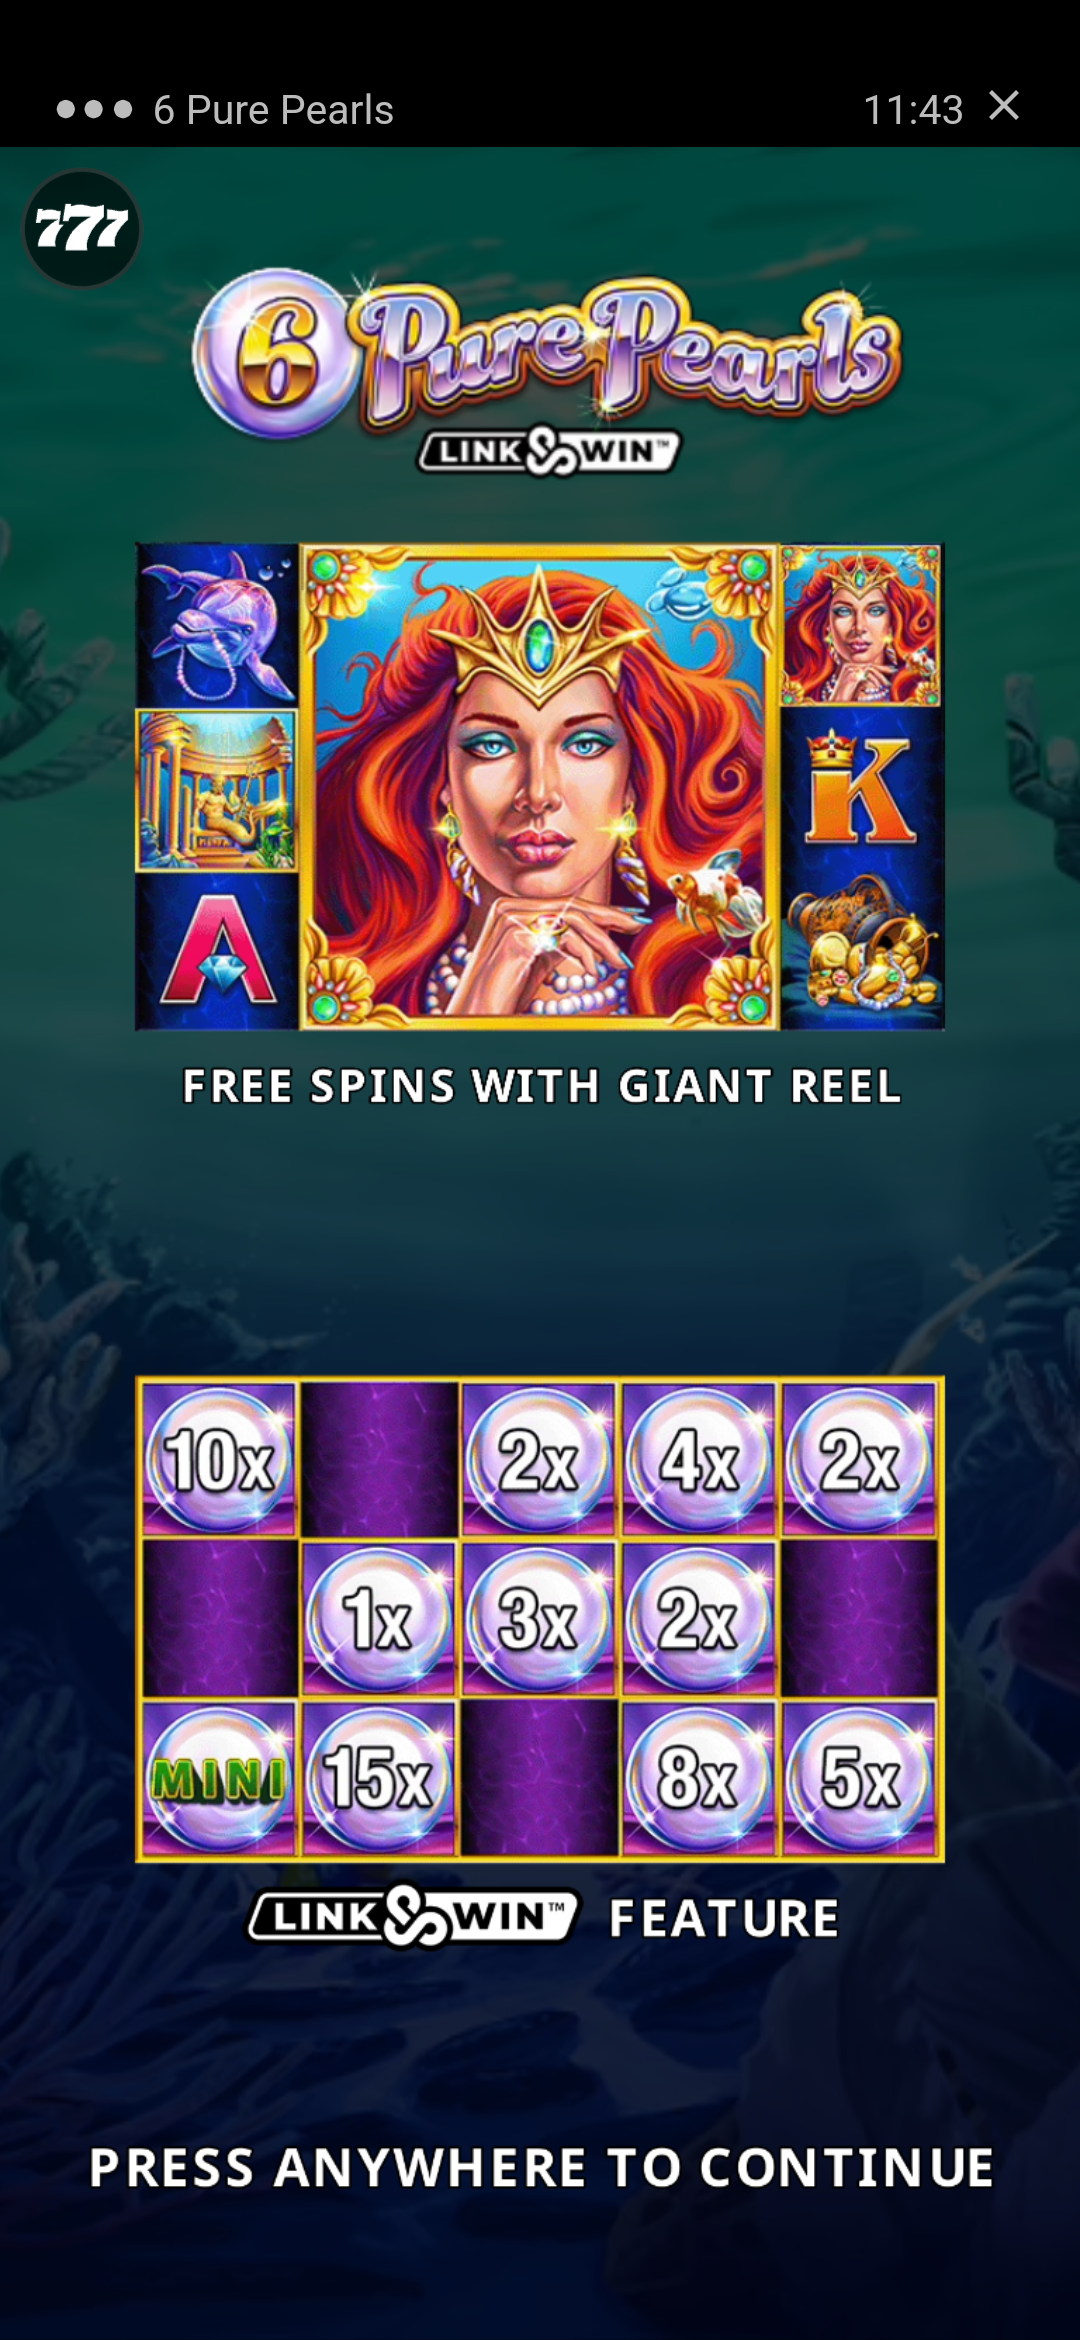 6 Pure Pearls 11:43
777
6 Pure Pearls
LINK&WIN™
K
A
FREE SPINS WITH GIANT REEL
10x 2x 4x 2x
1x 3x 2x
MINI 15x 8x 5x
LINK&WIN™ FEATURE
PRESS ANYWHERE TO CONTINUE